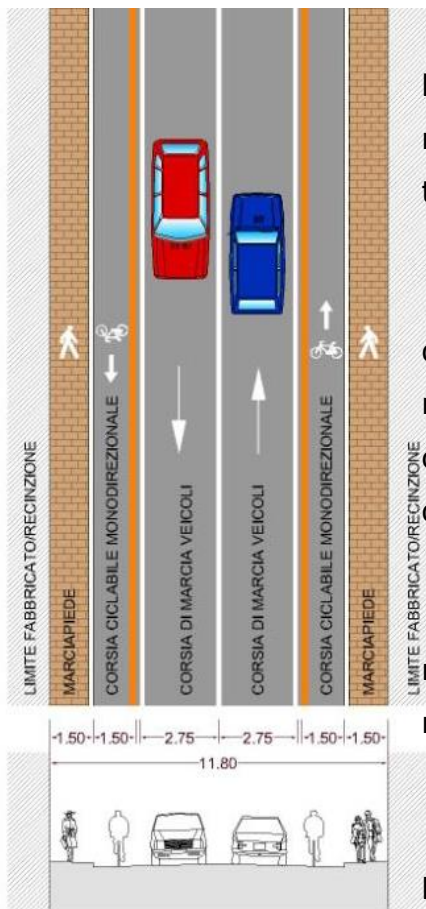 LIMITE FABBRICATO/RECINZIONE
MARCIAPIEDE
CORSIA CICLABILE MONODIREZIONALE
CORSIA DI MARCIA VEICOLI
CORSIA DI MARCIA VEICOLI
CORSIA CICLABILE MONODIREZIONALE
MARCIAPIEDE
LIMITE FABBRICATO/RECINZIONE
1.50 1.50 2.75 2.75 1.50 1.50
11.80